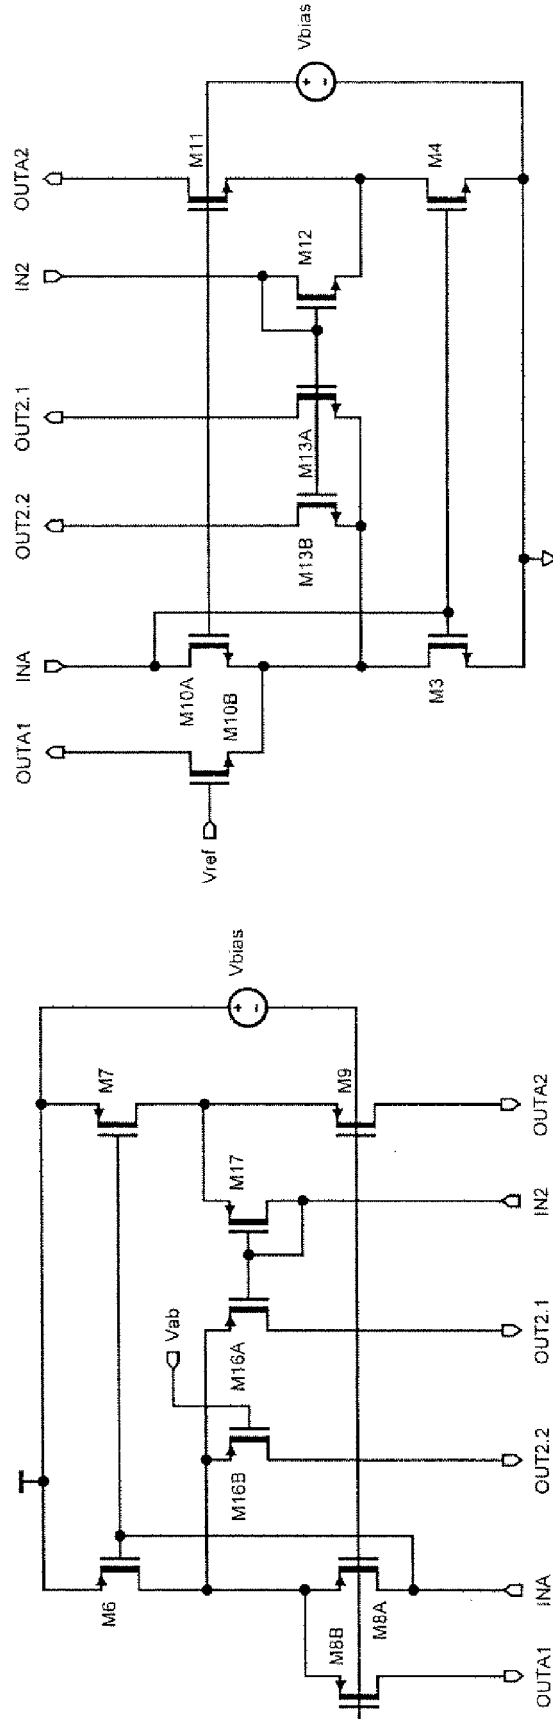 Vbias
OUTA2
M11
M4
IN2
M12
OUT2.1
M13A
OUT2.2
M13B
INA
M10A
M10B
M3
OUTA1
Vref
Vbias
M7
M9
OUTA2
M17
IN2
Vab
M16A
OUT2.1
M16B
OUT2.2
M6
M8A
INA
M8B
OUTA1